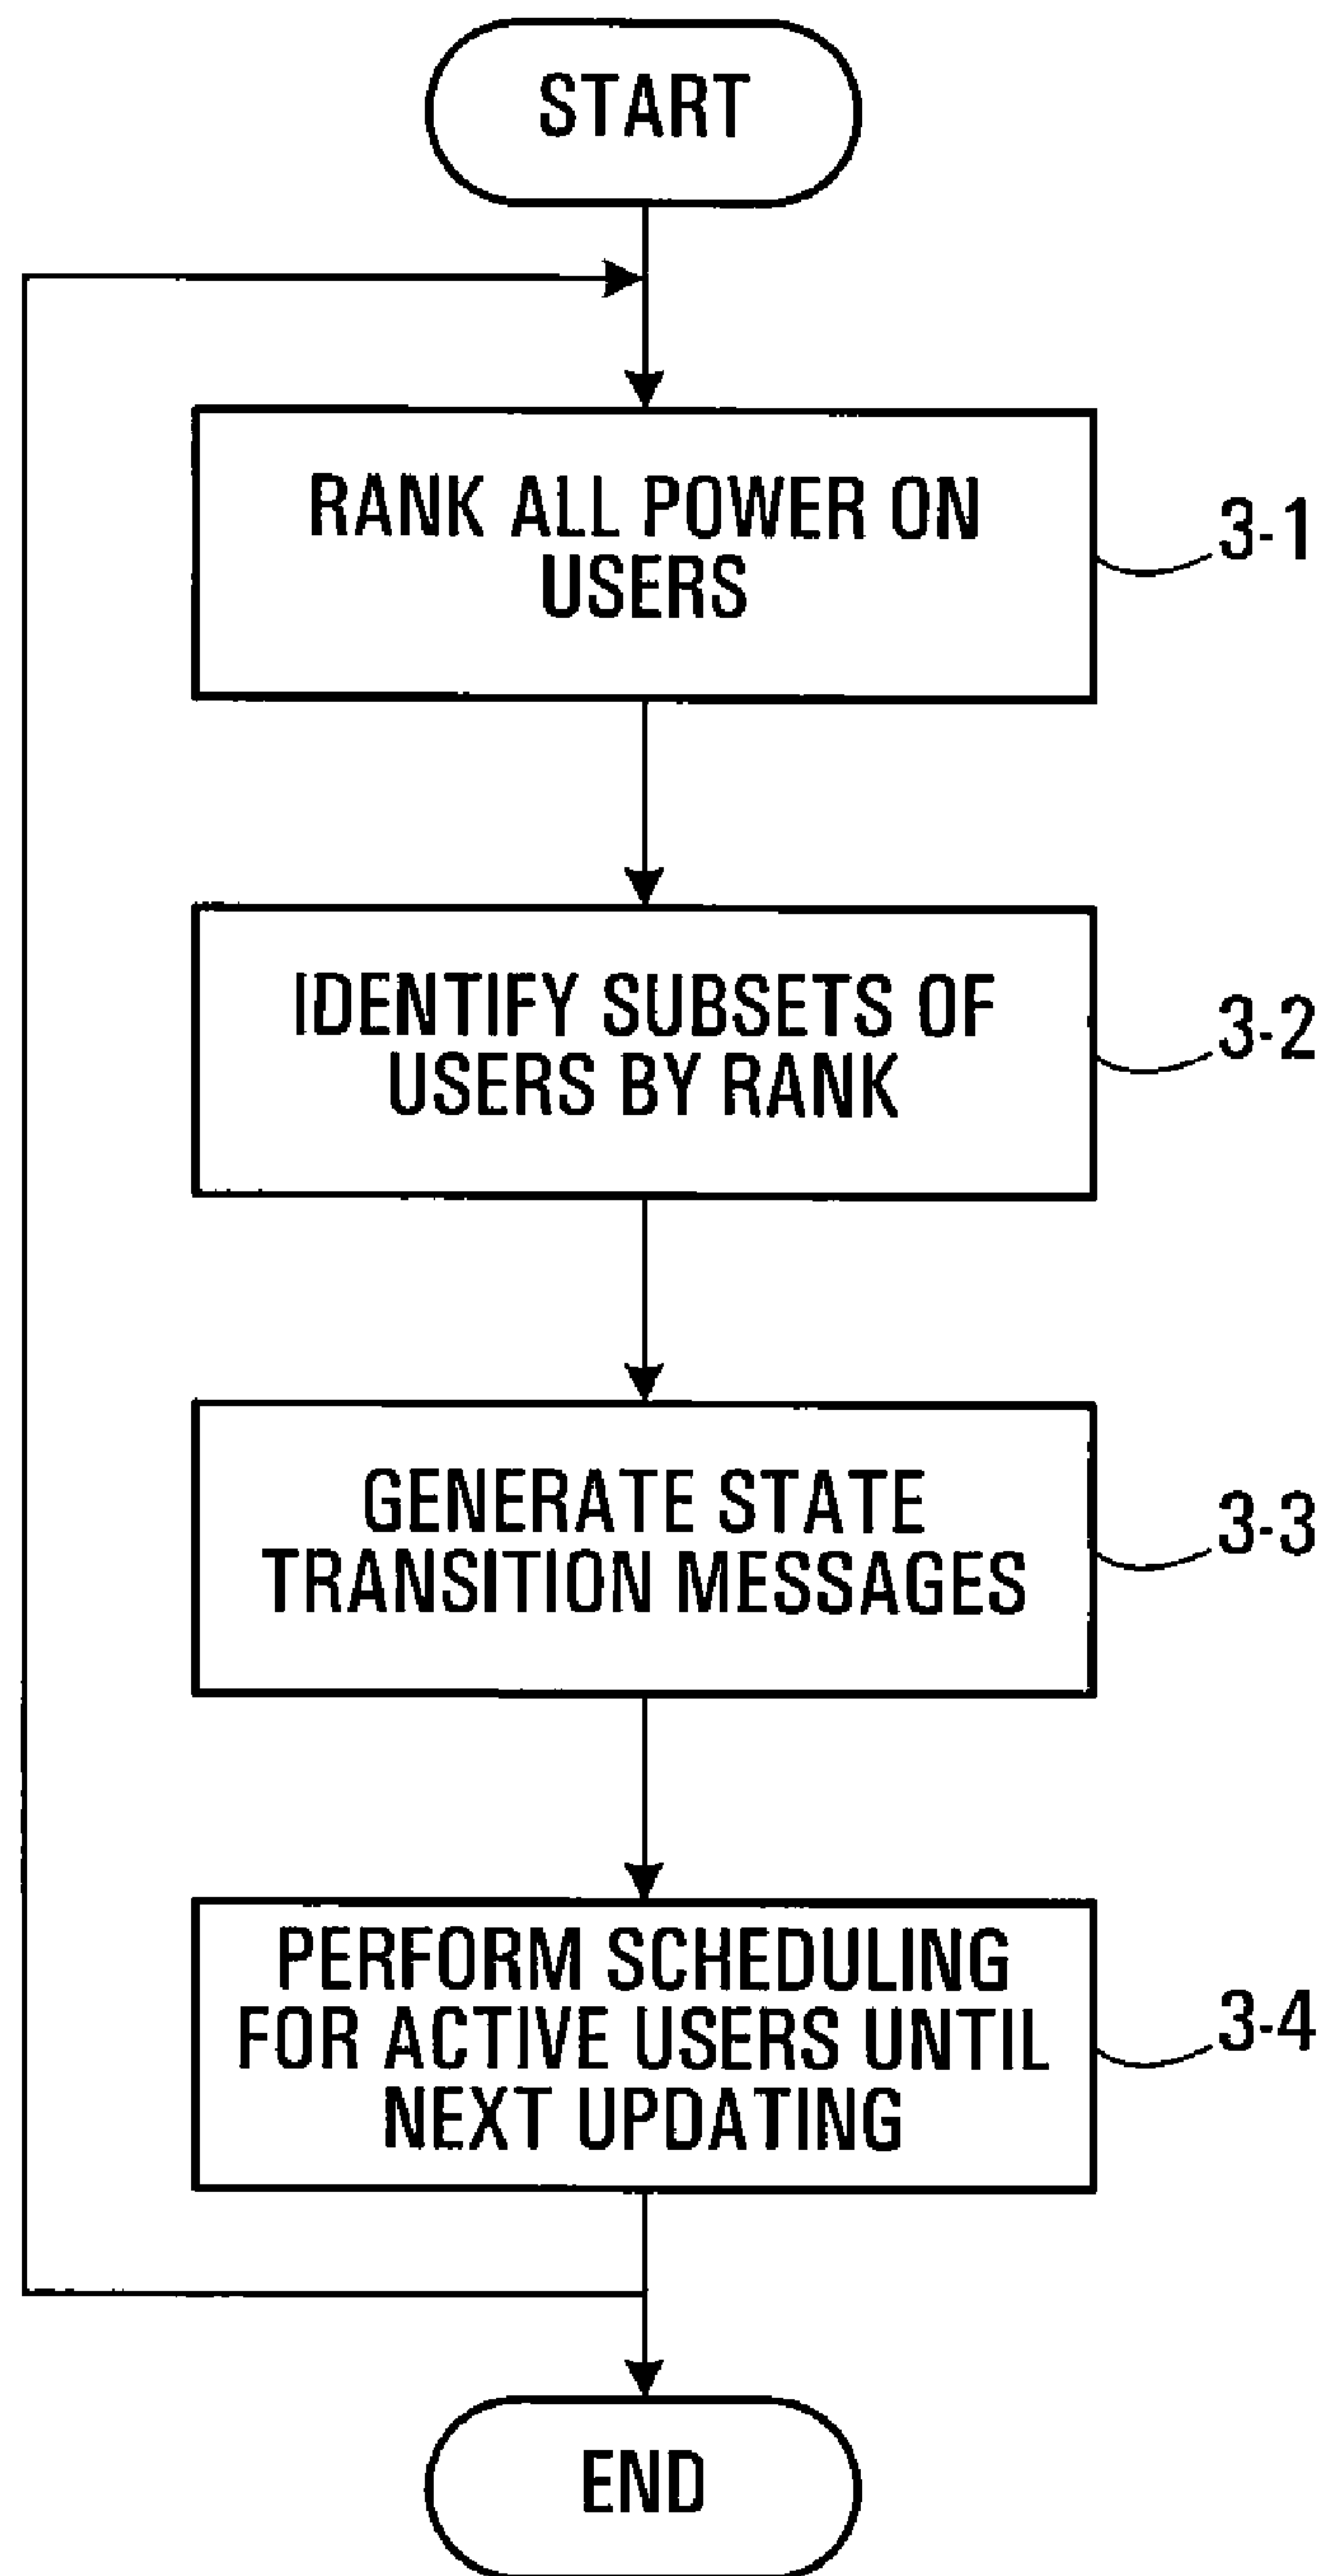 START
RANK ALL POWER ON
USERS
3-1
IDENTIFY SUBSETS OF
USERS BY RANK
3-2
GENERATE STATE
TRANSITION MESSAGES
3-3
PERFORM SCHEDULING
FOR ACTIVE USERS UNTIL
NEXT UPDATING
3-4
END